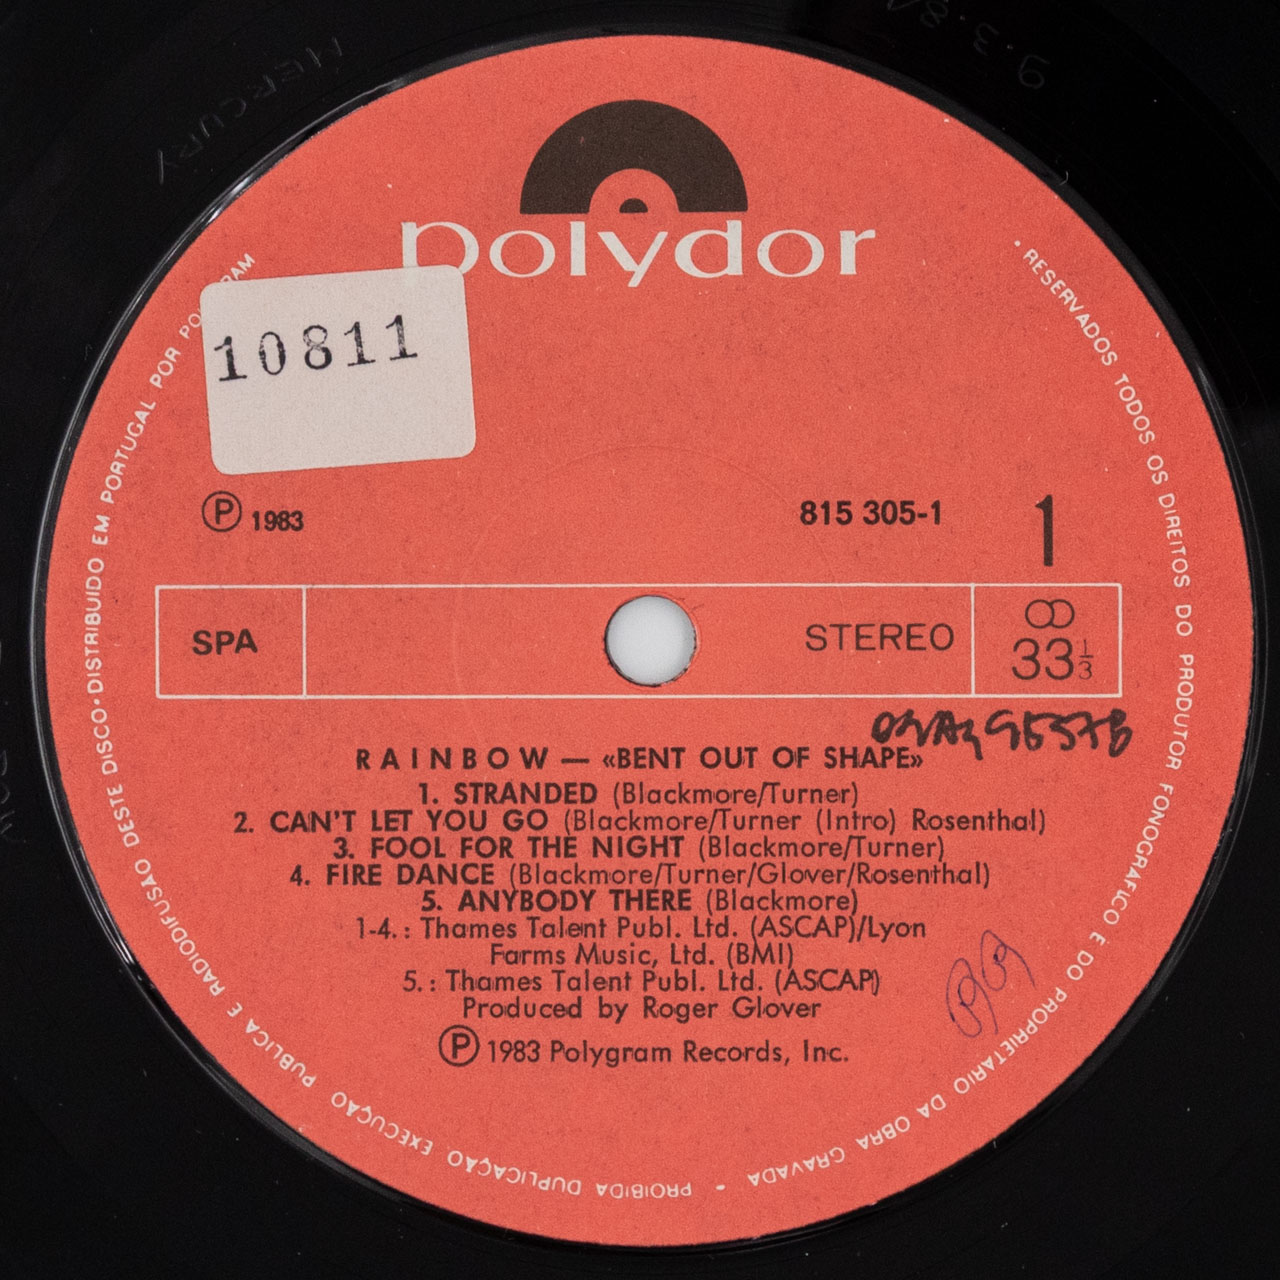 MERCURY
polydor
10811
℗ 1983
815 305-1
1
SPA
STEREO
33 1/3
RAINBOW — «BENT OUT OF SHAPE»
1. STRANDED (Blackmore/Turner)
2. CAN'T LET YOU GO (Blackmore/Turner (Intro) Rosenthal)
3. FOOL FOR THE NIGHT (Blackmore/Turner)
4. FIRE DANCE (Blackmore/Turner/Glover/Rosenthal)
5. ANYBODY THERE (Blackmore)
1-4.: Thames Talent Publ. Ltd. (ASCAP)/Lyon
Farms Music, Ltd. (BMI)
5.: Thames Talent Publ. Ltd. (ASCAP)
Produced by Roger Glover
℗ 1983 Polygram Records, Inc.
• RESERVADOS TODOS OS DIREITOS DO PRODUTOR FONOGRAFICO E DO PROPRIETARIO DA OBRA GRAVADA • PROIBIDA DUPLICAÇÃO, EXECUÇÃO PUBLICA E RADIODIFUSÃO DESTE DISCO • DISTRIBUIDO EM PORTUGAL POR